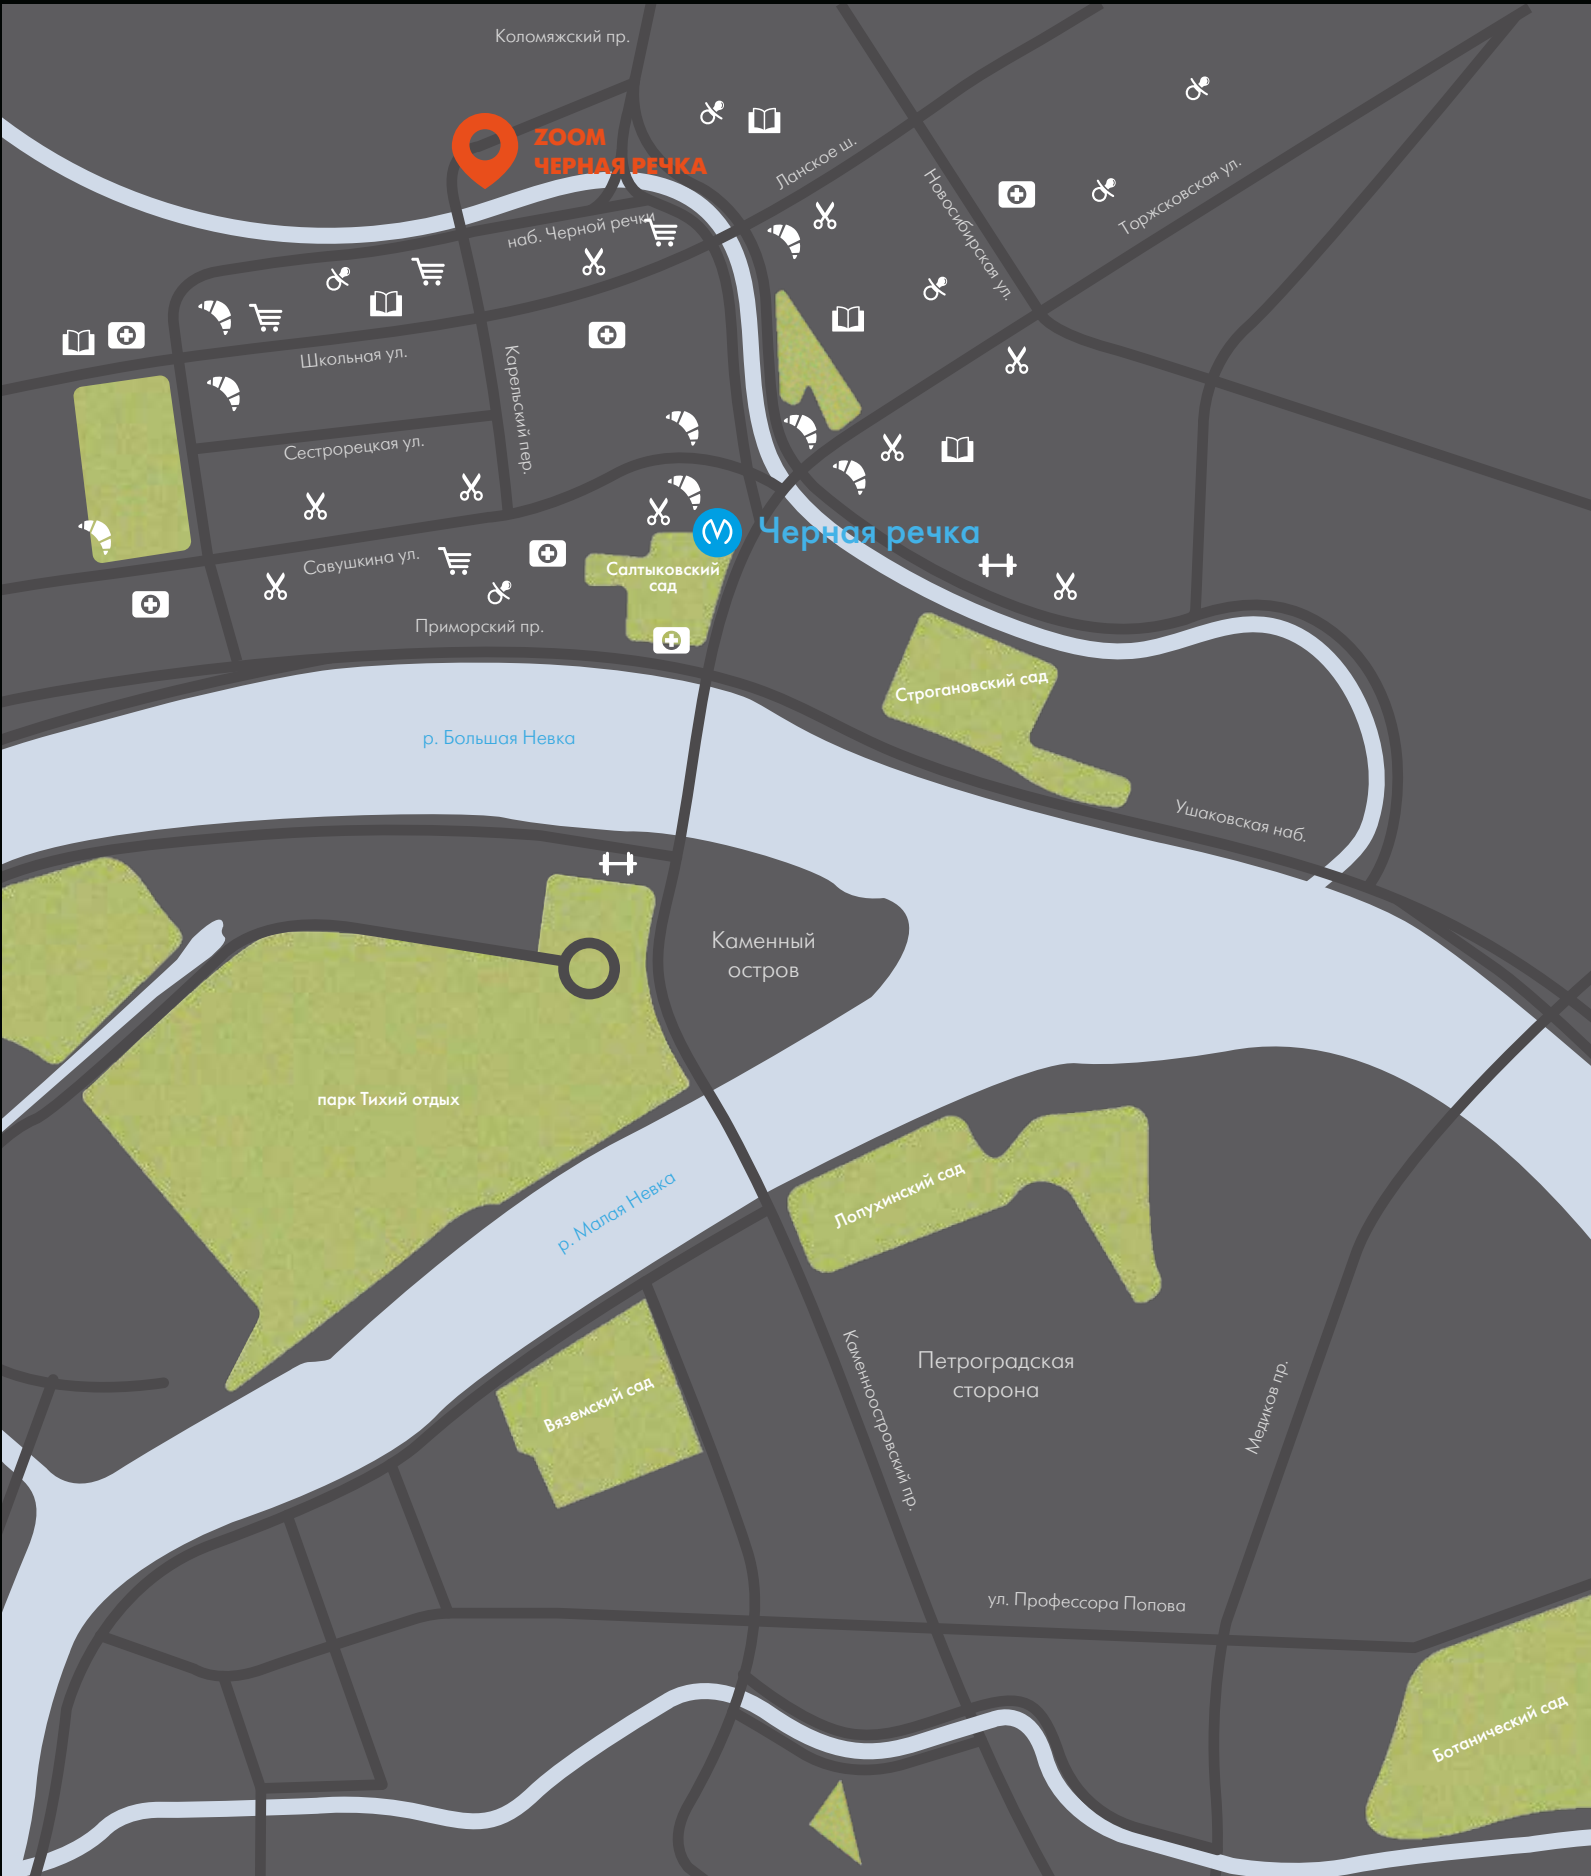 Коломяжский пр.
ZOOM
ЧЕРНАЯ РЕЧКА
Ланское ш.
Новосибирская ул.
Торжсковская ул.
наб. Черной речки
Школьная ул.
Карельский пер.
Сестрорецкая ул.
Черная речка
Савушкина ул.
Салтыковский
сад
Приморский пр.
Строгановский сад
р. Большая Невка
Ушаковская наб.
Каменный
остров
парк Тихий отдых
р. Малая Невка
Лопухинский сад
Каменноостровский пр.
Петроградская
сторона
Медиков пр.
Вяземский сад
ул. Профессора Попова
Ботанический сад